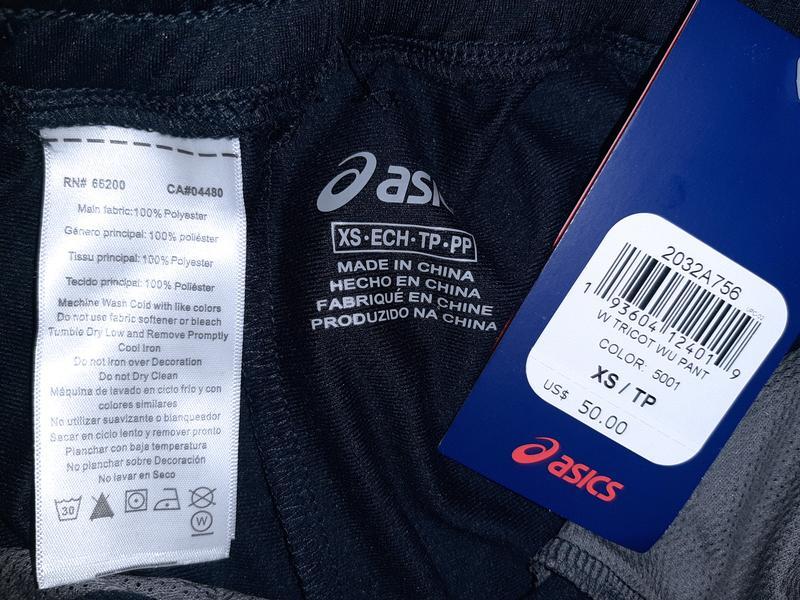 RN# 65200 CA#04480
Main fabric:100% Polyester
Género principal:100% poliéster
Tissu principal:100% Polyester
Tecido principal:100% Poliéster
Machine Wash Cold with like colors
Do not use fabric softener or bleach
Tumble Dry Low and Remove Promptly
Cool Iron
Do not Iron over Decoration
Do not Dry Clean
Máquina de lavado en ciclo frío y con
colores similares
No utilizar suavizante o blanqueador
Secar en ciclo lento y remover pronto
Planchar con baja temperatura
No planchar sobre Decoración
No lavar en Seco
30
W
XS·ECH·TP·PP
MADE IN CHINA
HECHO EN CHINA
FABRIQUÉ EN CHINE
PRODUZIDO NA CHINA
2032A756
1 93604 12401 9
W TRICOT WU PANT
COLOR: 5001
XS / TP
US$ 50.00
asics